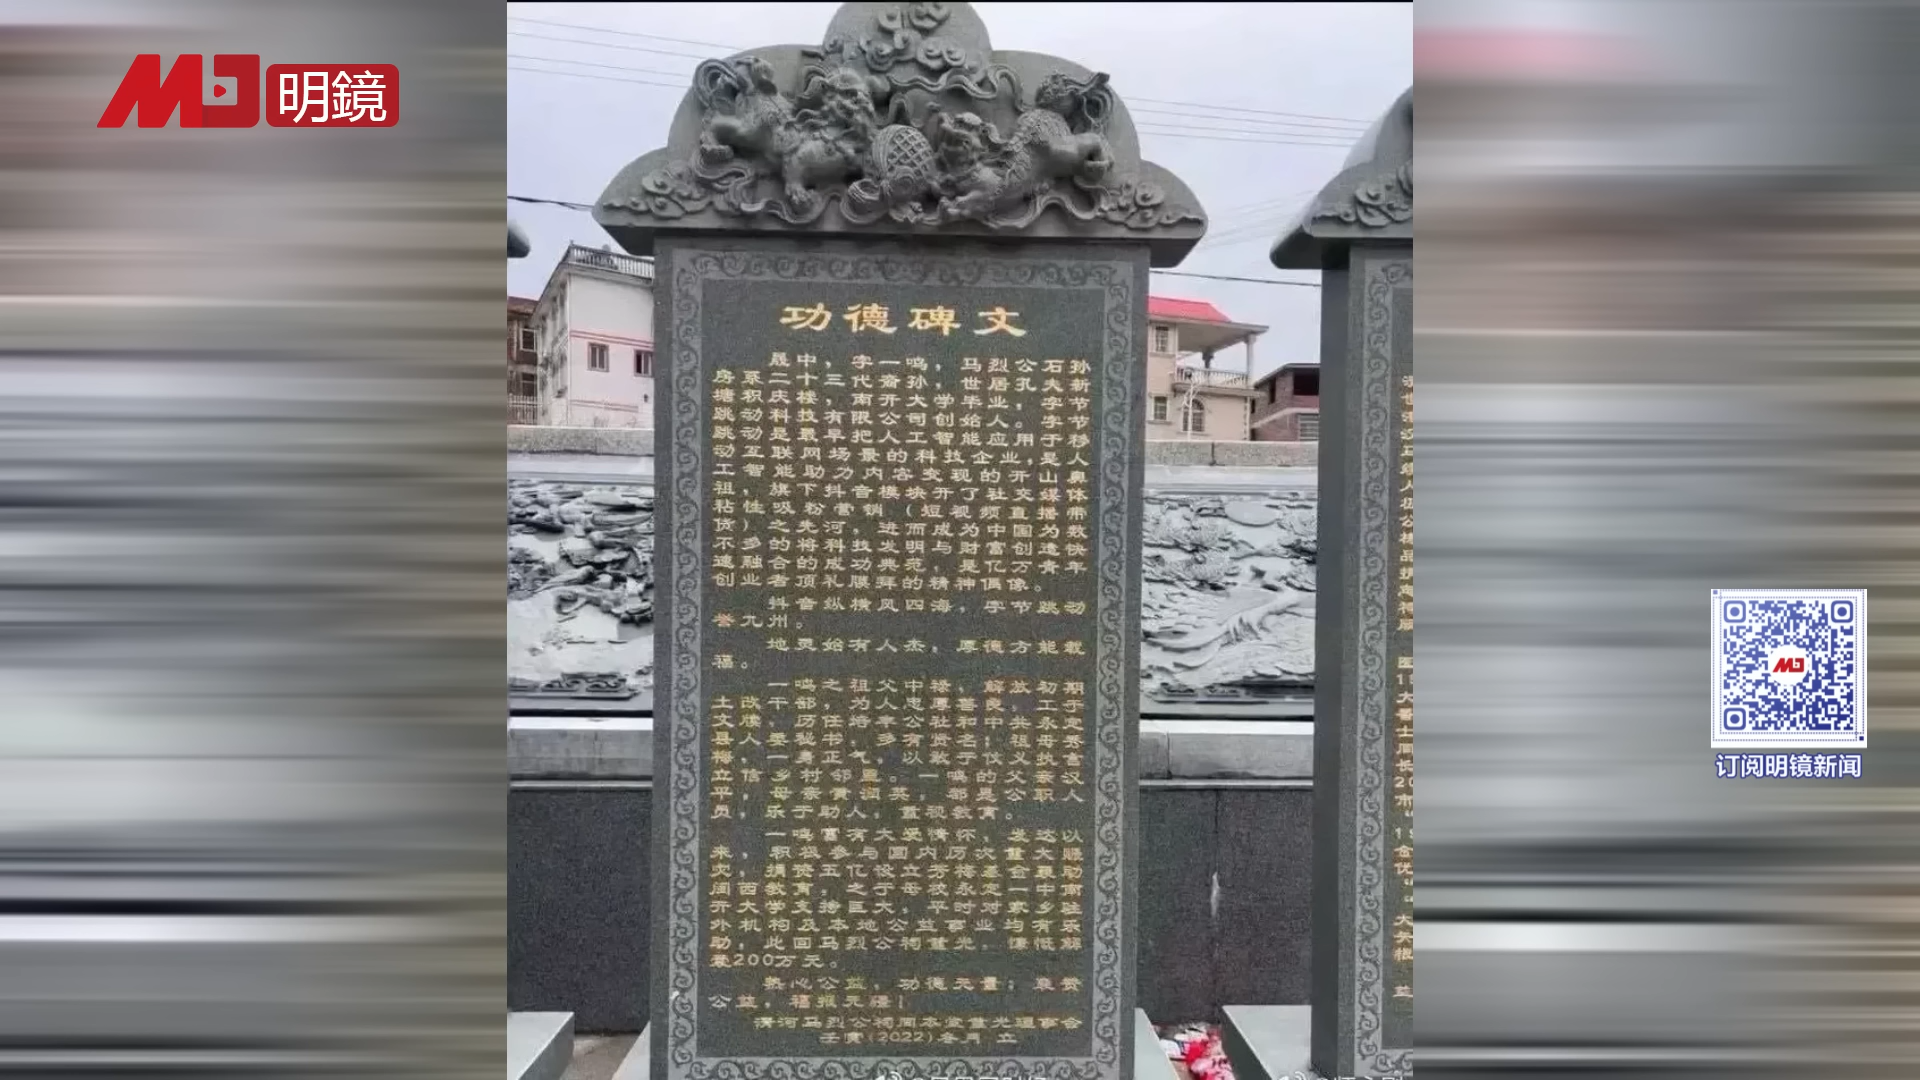 明鏡
功德碑文
晟中，字一鸣，马烈公石孙
房系二十三代裔孙，世居孔夫新
塘积庆楼，南开大学毕业，字节
跳动科技有限公司创始人。字节
跳动是最早把人工智能应用于移
动互联网场景的科技企业，是人
工智能助力内容变现的开山鼻
祖，旗下抖音模块开了社交媒体
粘性吸粉营销（短视频直播带
货）之先河，进而成为中国为数
不多的将科技发明与财富创造快
速融合的成功典范，是亿万青年
创业者顶礼膜拜的精神偶像。
抖音纵横风四海，字节跳动
誉九州。
地灵始有人杰，厚德方能载
福。
一鸣之祖父中禄，解放初期
土改干部，为人忠厚善良。工于
文牍，历任培丰公社和中共永定
县人委秘书，多有贤名；祖母秀
梅，一身正气，以敢于仗义执言
立信乡村邻里。一鸣的父亲汉
平，母亲黄，都是公职人
员，乐于助人，重视教育。
一鸣富有大爱情怀，发达以
来，积极参与国内历次重大赈
灾，捐资五亿设立芳梅基金襄助
闽西教育，之于母校永定一中南
开大学支持巨大，平时对家乡驻
外机构及本地公益事业均有乐
助，此回马烈公祠重光，慷慨解
囊200万元。
热心公益，功德无量；襄赞
公益，福报无疆！
清河马烈公祠同本堂重光理事会
壬寅(2022)冬月 立
订阅明镜新闻